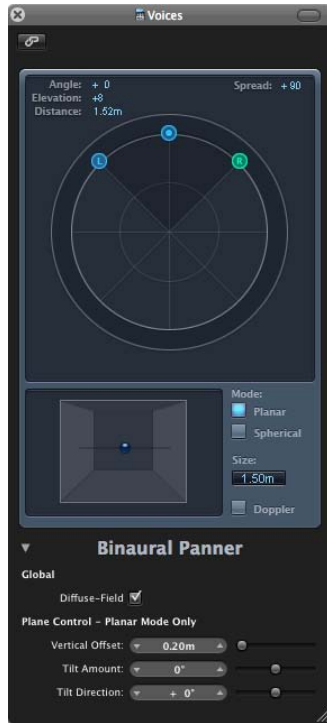 Voices
Angle: + 0 Spread: +90
Elevation: +8
Distance: 1.52m
L
R
Mode:
Planar
Spherical
Size:
1.50m
Doppler
Binaural Panner
Global
Diffuse-Field
Plane Control - Planar Mode Only
Vertical Offset: 0.20m
Tilt Amount: 0°
Tilt Direction: + 0°